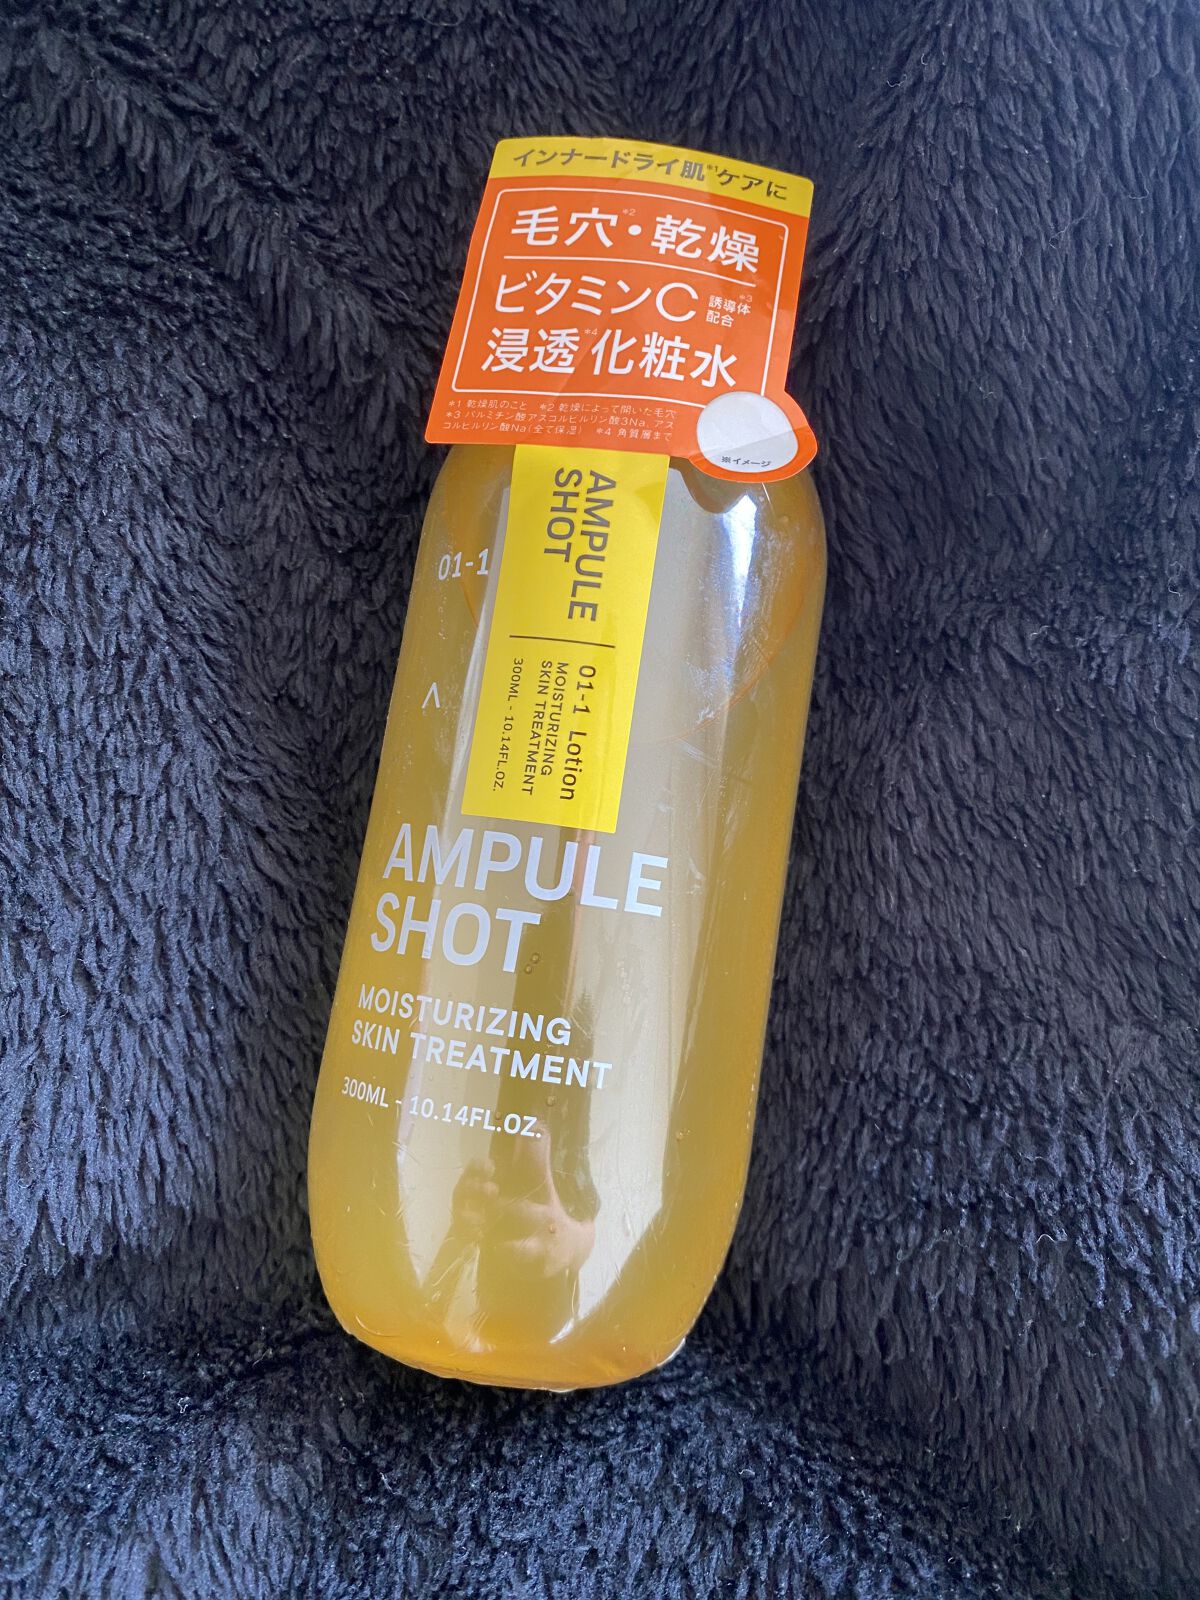 インナードライ肌*1ケアに
毛穴*2・乾燥
ビタミンC誘導体*3配合
浸透*4化粧水
*1 乾燥肌のこと *2 乾燥によって開いた毛穴
*3 パルミチン酸アスコルビルリン酸3Na、アス
コルビルリン酸Na(全て保湿) *4 角質層まで
※イメージ
AMPULE
SHOT
01-1 Lotion
MOISTURIZING
SKIN TREATMENT
300ML - 10.14FL.OZ.
01-1
AMPULE
SHOT
MOISTURIZING
SKIN TREATMENT
300ML - 10.14FL.OZ.